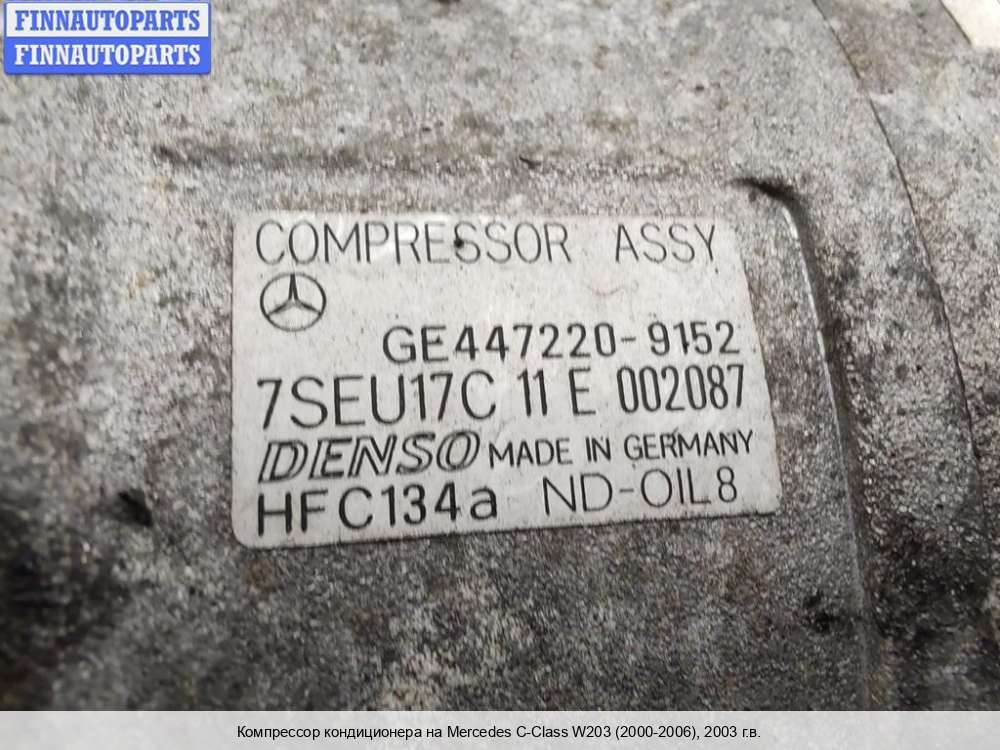 FINNAUTOPARTS
FINNAUTOPARTS
COMPRESSOR ASSY
GE447220-9152
7SEU17C 11 E 002087
DENSO MADE IN GERMANY
HFC134a ND-OIL8
Компрессор кондиционера на Mercedes C-Class W203 (2000-2006), 2003 г.в.